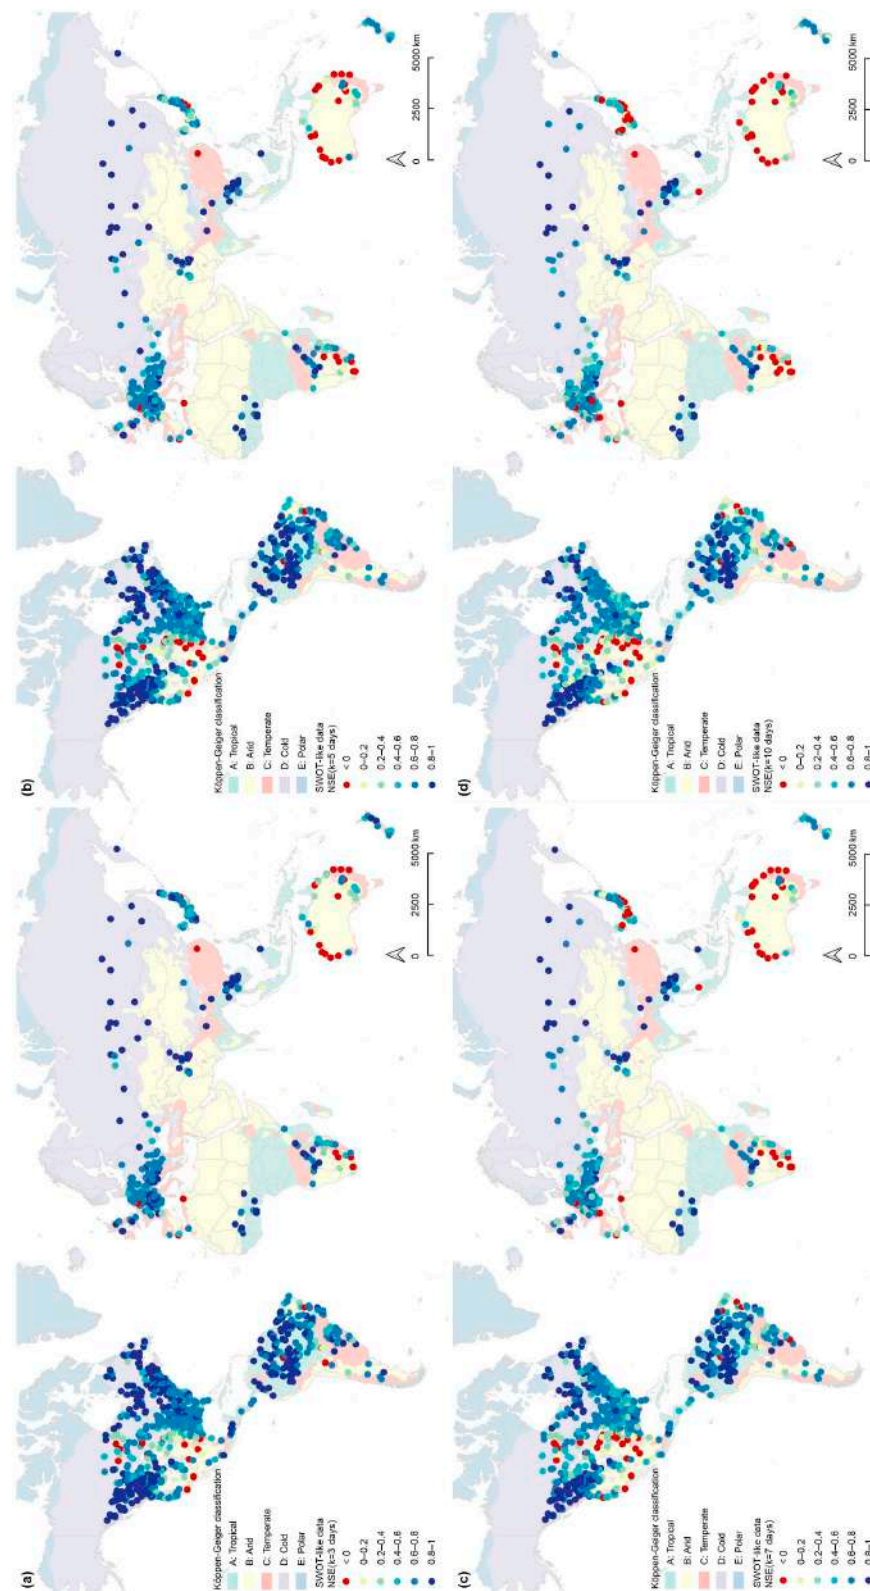 (a)
Köppen-Geiger classification
A: Tropical
B: Arid
C: Temperate
D: Cold
E: Polar
SWOT-like data
NSE(k=3 days)
< 0
0–0.2
0.2–0.4
0.4–0.6
0.6–0.8
0.8–1
0 2500 5000 km
(b)
Köppen-Geiger classification
A: Tropical
B: Arid
C: Temperate
D: Cold
E: Polar
SWOT-like data
NSE(k=5 days)
< 0
0–0.2
0.2–0.4
0.4–0.6
0.6–0.8
0.8–1
0 2500 5000 km
(c)
Köppen-Geiger classification
A: Tropical
B: Arid
C: Temperate
D: Cold
E: Polar
SWOT-like data
NSE(k=7 days)
< 0
0–0.2
0.2–0.4
0.4–0.6
0.6–0.8
0.8–1
0 2500 5000 km
(d)
Köppen-Geiger classification
A: Tropical
B: Arid
C: Temperate
D: Cold
E: Polar
SWOT-like data
NSE(k=10 days)
< 0
0–0.2
0.2–0.4
0.4–0.6
0.6–0.8
0.8–1
0 2500 5000 km